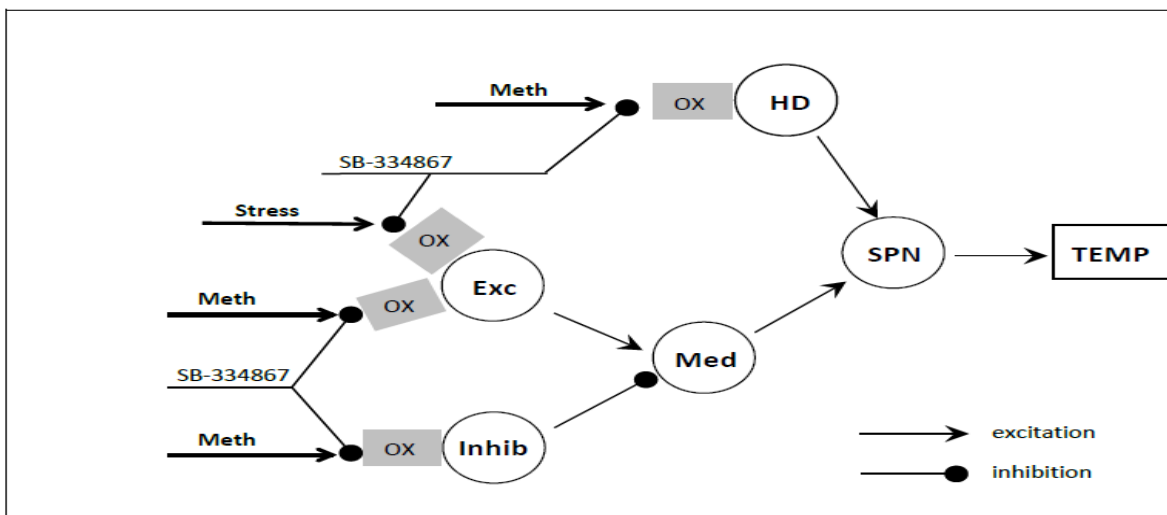 Meth
OX
HD
SB-334867
Stress
OX
SPN
TEMP
Exc
Meth
OX
Med
SB-334867
Meth
OX
Inhib
excitation
inhibition